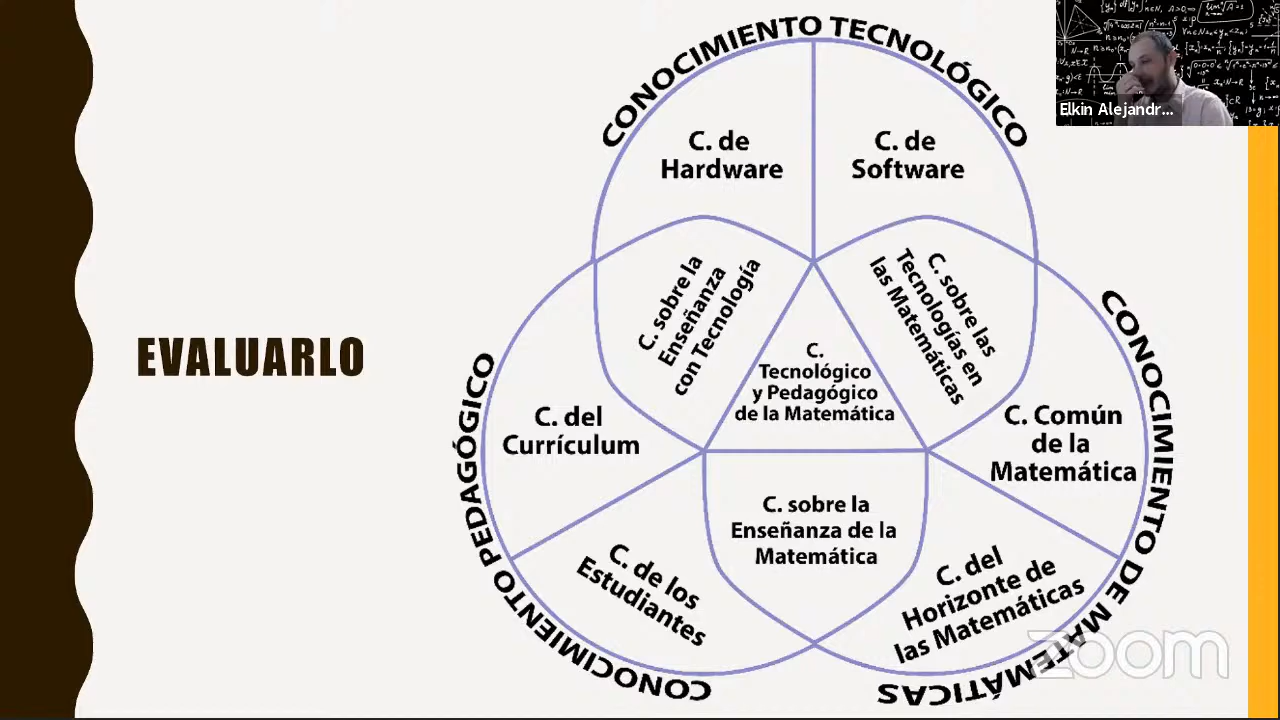 CONOCIMIENTO TECNOLÓGICO
Elkin Alejandr...
C. de
Hardware
C. de
Software
C. sobre la
Enseñanza
con Tecnología
C. sobre las
Tecnologías en
las Matemáticas
EVALUARLO
C.
Tecnológico
y Pedagógico
de la Matemática
CONOCIMIENTO PEDAGÓGICO
C. del
Currículum
C. Común
de la
Matemática
CONOCIMIENTO DE MATEMÁTICAS
C. sobre la
Enseñanza de la
Matemática
C. de los
Estudiantes
C. del
Horizonte de
las Matemáticas
zoom